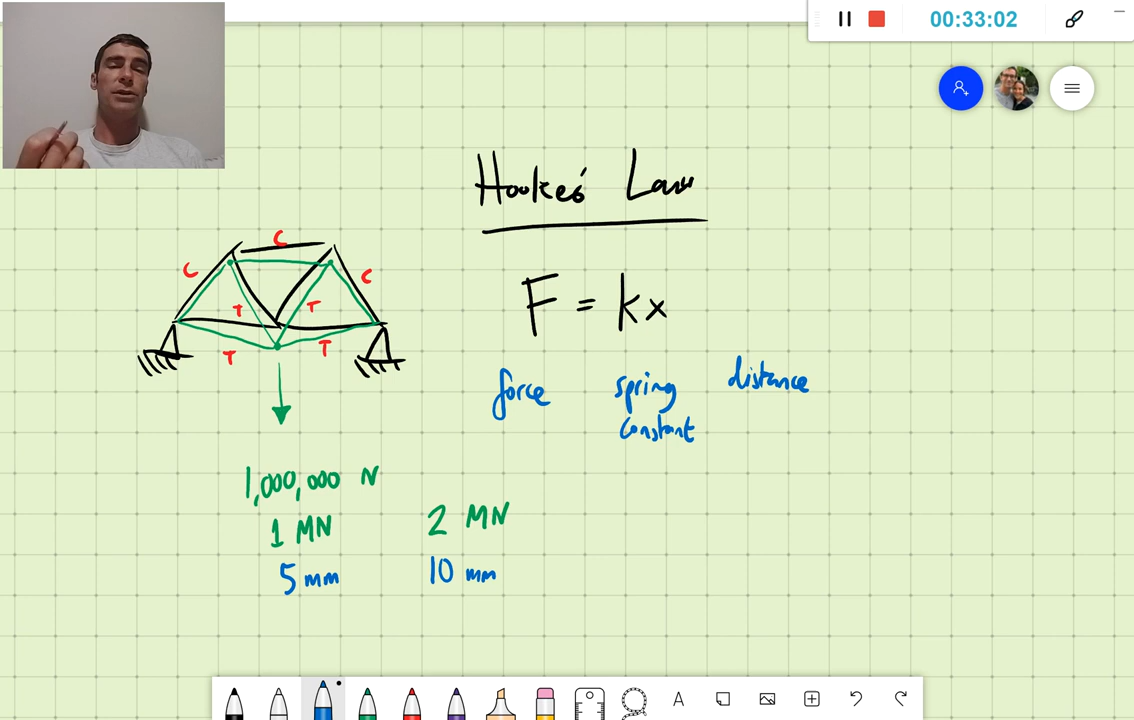 00:33:02
Hooke's Law
C
C
C
T
T
T
T
F = kx
force
spring
constant
distance
1,000,000 N
1 MN
2 MN
5 mm
10 mm
A